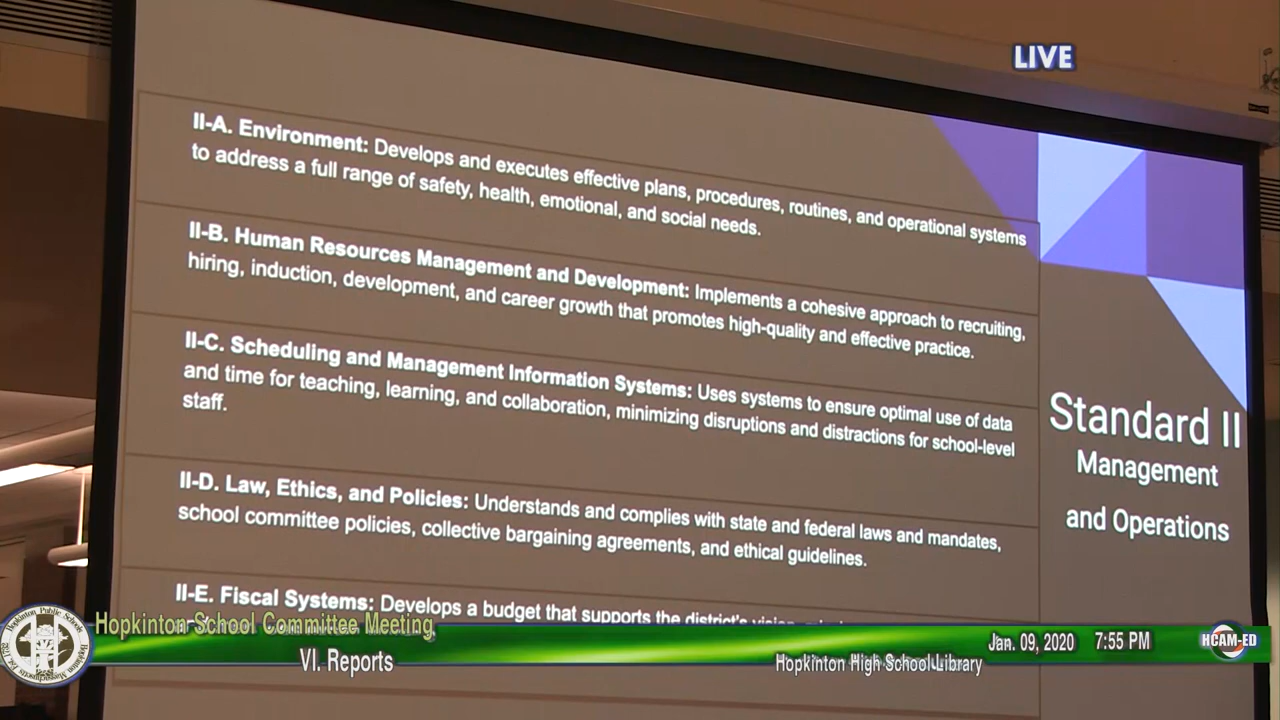 LIVE
II-A. Environment: Develops and executes effective plans, procedures, routines, and operational systems
to address a full range of safety, health, emotional, and social needs.
II-B. Human Resources Management and Development: Implements a cohesive approach to recruiting,
hiring, induction, development, and career growth that promotes high-quality and effective practice.
II-C. Scheduling and Management Information Systems: Uses systems to ensure optimal use of data
and time for teaching, learning, and collaboration, minimizing disruptions and distractions for school-level
staff.
II-D. Law, Ethics, and Policies: Understands and complies with state and federal laws and mandates,
school committee policies, collective bargaining agreements, and ethical guidelines.
II-E. Fiscal Systems: Develops a budget that supports the district's vision,
Standard II
Management
and Operations
Hopkinton School Committee Meeting
VI. Reports
Jan. 09, 2020 7:55 PM
Hopkinton High School Library
HCAM-ED
Hopkinton Public Schools